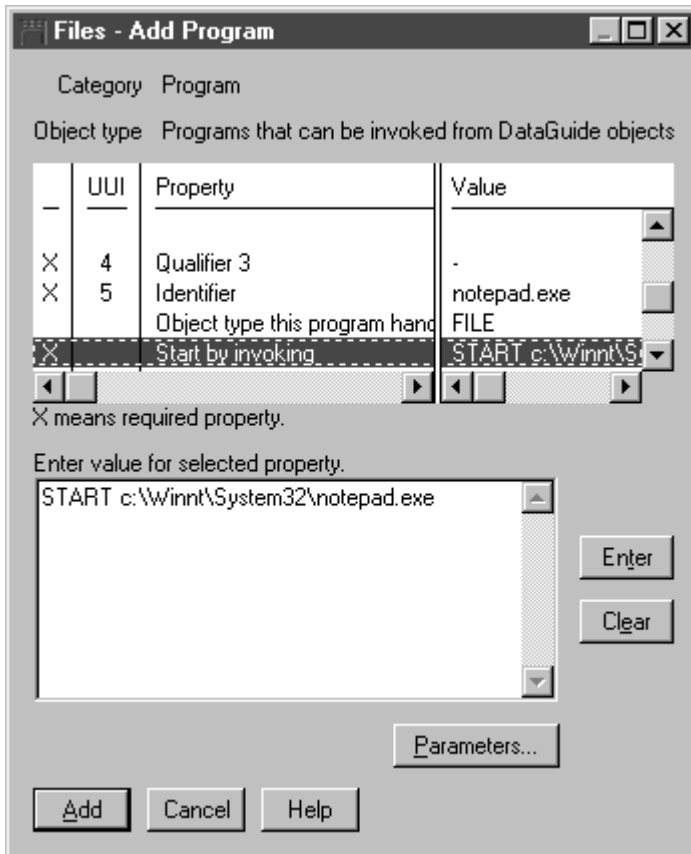 Files - Add Program
Category Program
Object type Programs that can be invoked from DataGuide objects
_ UUI Property Value
X 4 Qualifier 3 -
X 5 Identifier notepad.exe
Object type this program hand FILE
X Start by invoking START c:\Winnt\S
X means required property.
Enter value for selected property.
START c:\Winnt\System32\notepad.exe
Enter
Clear
Parameters...
Add Cancel Help